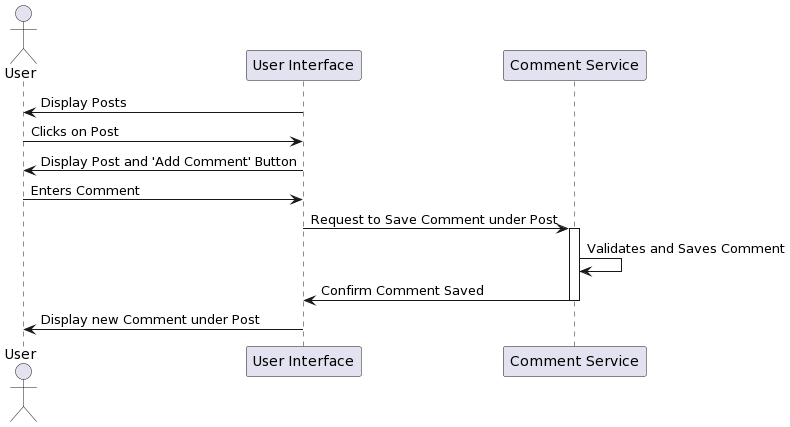 User
User Interface
Comment Service
Display Posts
Clicks on Post
Display Post and 'Add Comment' Button
Enters Comment
Request to Save Comment under Post
Validates and Saves Comment
Confirm Comment Saved
Display new Comment under Post
User
User Interface
Comment Service